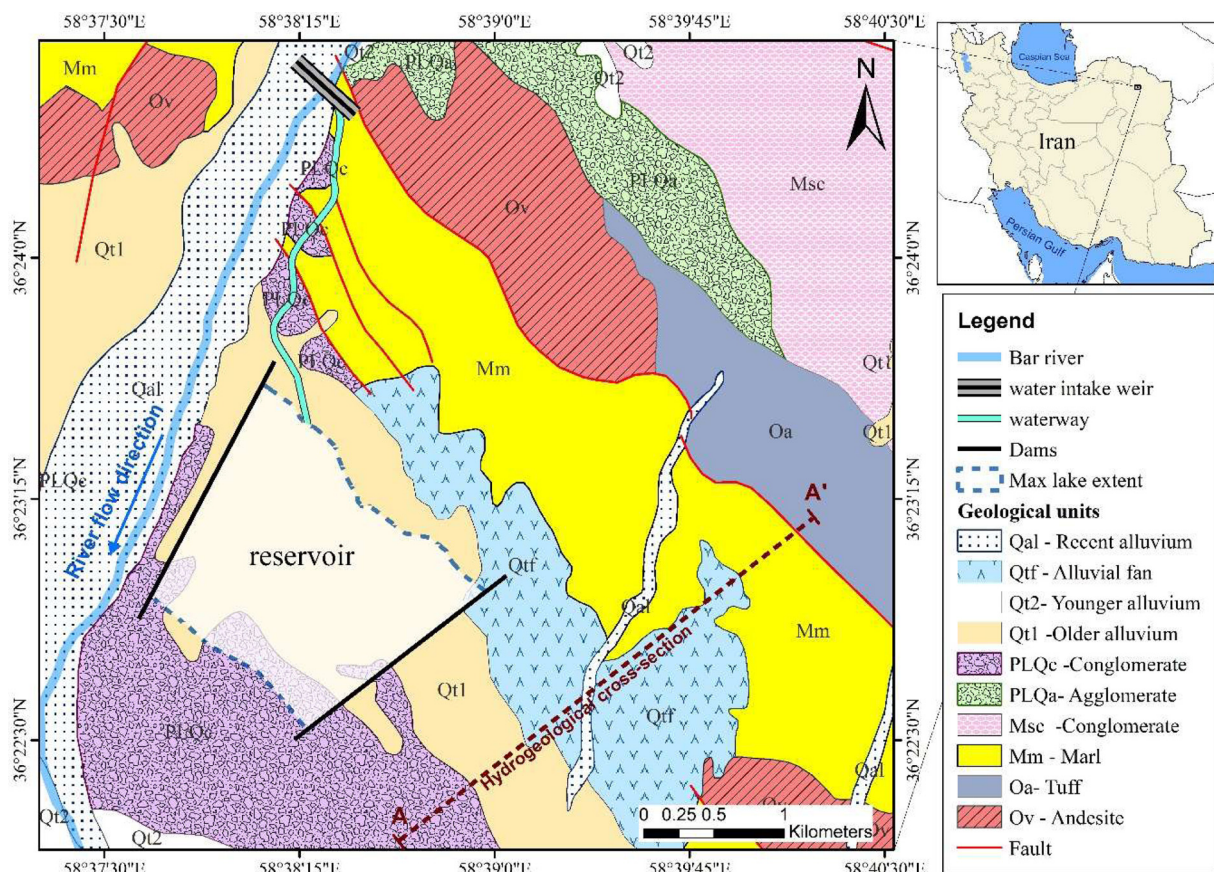 58°37'30"E 58°38'15"E 58°39'0"E 58°39'45"E 58°40'30"E
Qt2
Mm
PLQa
Qt2
Qt2
N
Ov
Caspian Sea
Iran
Persian Gulf
PLQc
Msc
PLQa
Ov
PLQc
Qt1
36°24'0"N
36°24'0"N
PLQc
PLQc
Mm
Qt1
Qal
Oa
Qt1
River flow direction
PLQc
36°23'15"N
36°23'15"N
A'
reservoir
Qtf
Qal
Mm
Qt1
Hydrogeological cross-section
Qtf
PLQc
36°22'30"N
36°22'30"N
Qal
Qt2
Qt2
A
Ov
Ov
0 0.25 0.5 1
Kilometers
58°37'30"E 58°38'15"E 58°39'0"E 58°39'45"E 58°40'30"E
Legend
Bar river
water intake weir
waterway
Dams
Max lake extent
Geological units
Qal - Recent alluvium
Qtf - Alluvial fan
Qt2- Younger alluvium
Qt1 -Older alluvium
PLQc -Conglomerate
PLQa- Agglomerate
Msc -Conglomerate
Mm - Marl
Oa- Tuff
Ov - Andesite
Fault